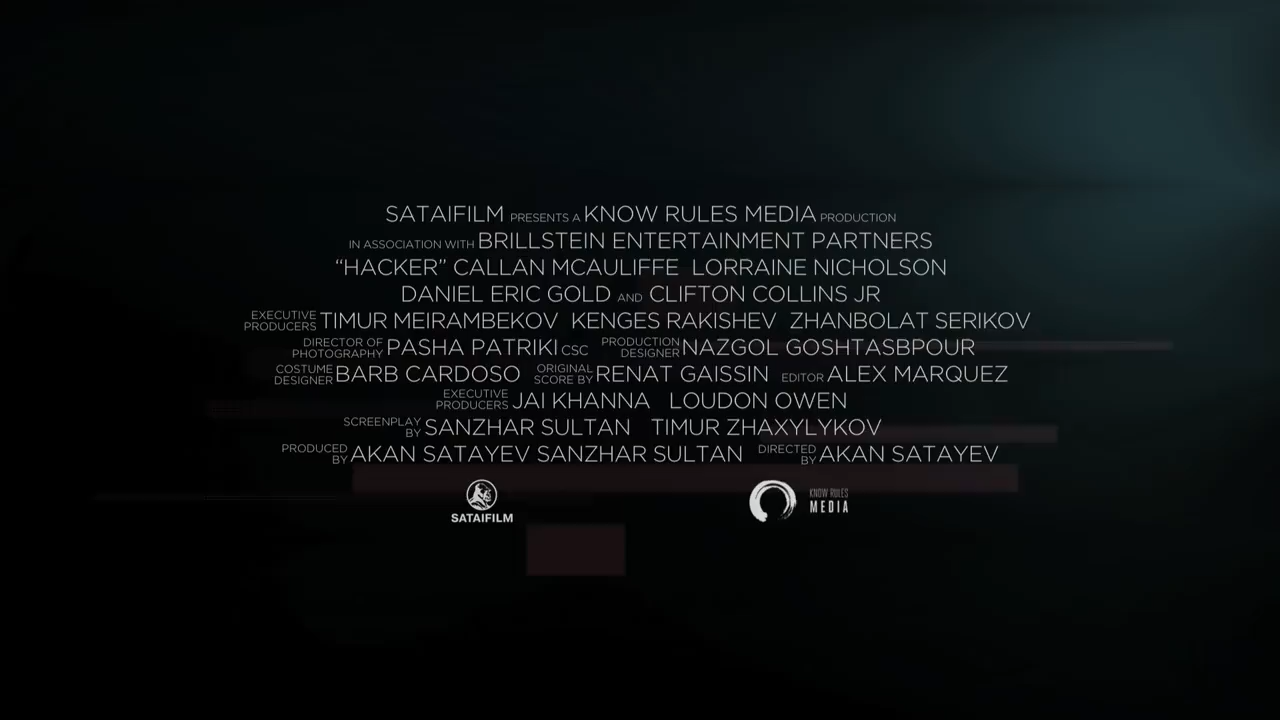 SATAIFILM PRESENTS A KNOW RULES MEDIA PRODUCTION
IN ASSOCIATION WITH BRILLSTEIN ENTERTAINMENT PARTNERS
“HACKER” CALLAN MCAULIFFE LORRAINE NICHOLSON
DANIEL ERIC GOLD AND CLIFTON COLLINS JR
EXECUTIVE PRODUCERS TIMUR MEIRAMBEKOV KENGES RAKISHEV ZHANBOLAT SERIKOV
DIRECTOR OF PHOTOGRAPHY PASHA PATRIKI CSC PRODUCTION DESIGNER NAZGOL GOSHTASBPOUR
COSTUME DESIGNER BARB CARDOSO ORIGINAL SCORE BY RENAT GAISSIN EDITOR ALEX MARQUEZ
EXECUTIVE PRODUCERS JAI KHANNA LOUDON OWEN
SCREENPLAY BY SANZHAR SULTAN TIMUR ZHAXYLYKOV
PRODUCED BY AKAN SATAYEV SANZHAR SULTAN DIRECTED BY AKAN SATAYEV
SATAIFILM
KNOW RULES
MEDIA